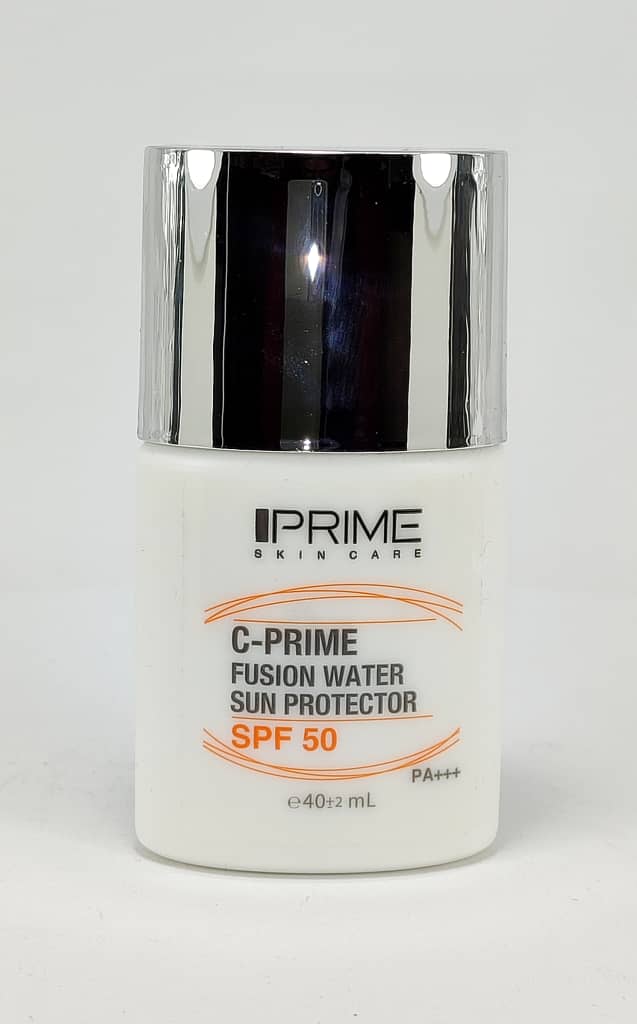 PRIME
SKIN CARE
C-PRIME
FUSION WATER
SUN PROTECTOR
SPF 50
PA+++
℮40±2 mL